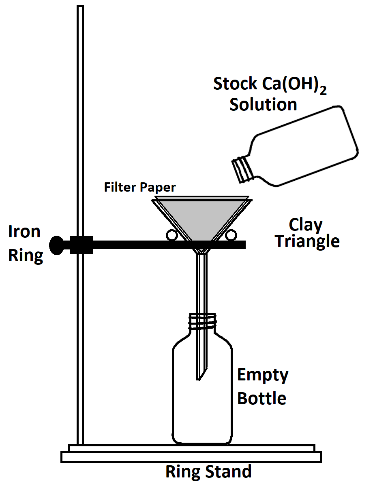 Stock Ca(OH)₂
Solution
Filter Paper
Iron
Ring
Clay
Triangle
Empty
Bottle
Ring Stand